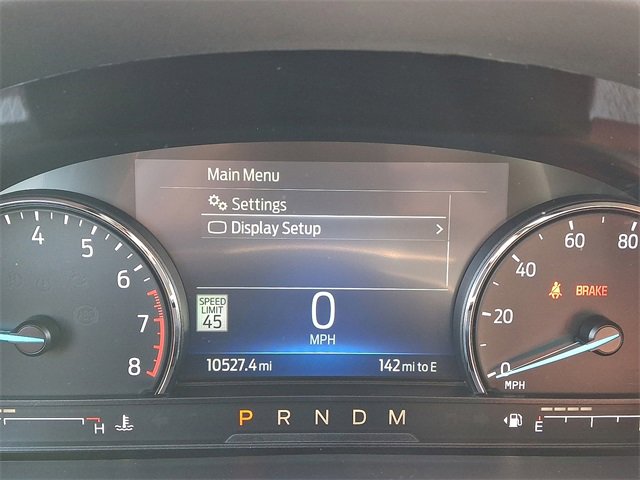 Main Menu
Settings
Display Setup
SPEED
LIMIT
45
0
MPH
10527.4 mi
142 mi to E
4
5
6
7
8
H
P R N D M
80
60
40
20
0
MPH
BRAKE
E